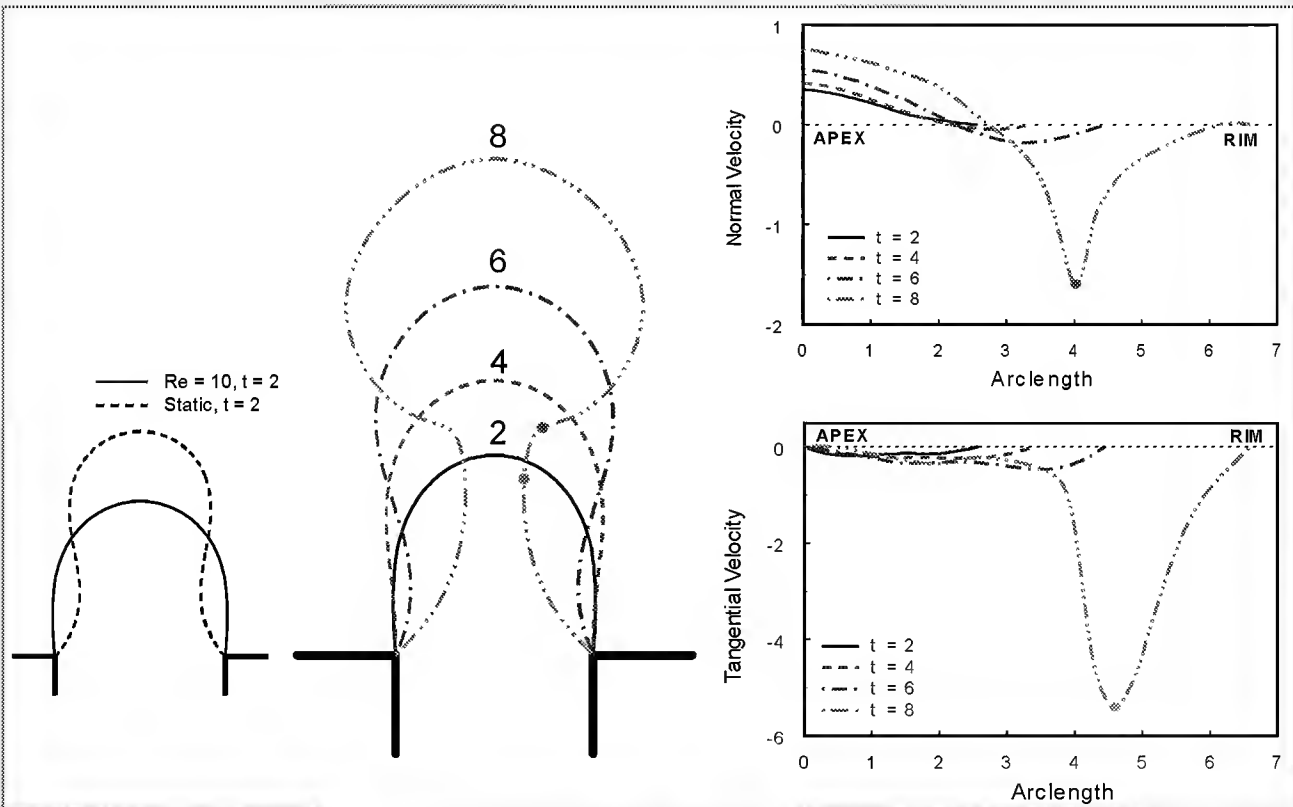 Re = 10, t = 2
Static, t = 2
8
6
4
2
1
0
-1
-2
Normal Velocity
APEX
RIM
t = 2
t = 4
t = 6
t = 8
0 1 2 3 4 5 6 7
Arclength
0
-2
-4
-6
Tangential Velocity
APEX
RIM
t = 2
t = 4
t = 6
t = 8
0 1 2 3 4 5 6 7
Arclength